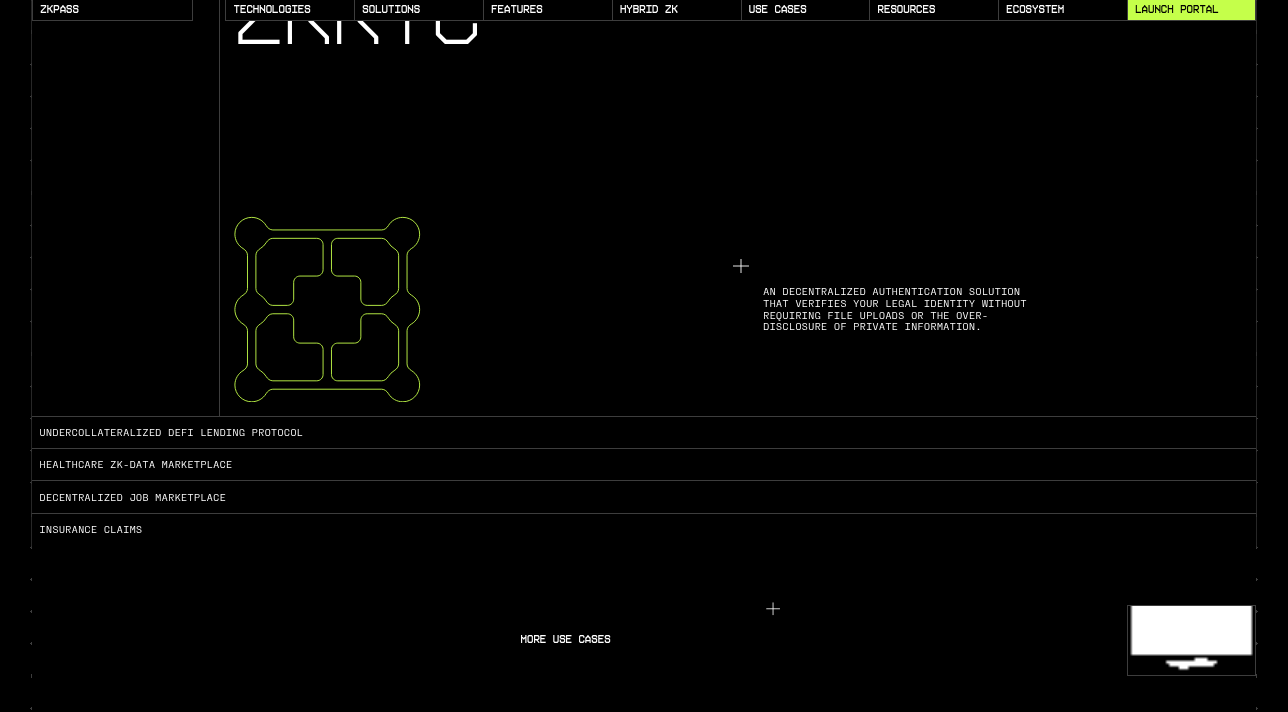 ZKPASS
TECHNOLOGIES
SOLUTIONS
FEATURES
HYBRID ZK
USE CASES
RESOURCES
ECOSYSTEM
LAUNCH PORTAL
ZKKYC
AN DECENTRALIZED AUTHENTICATION SOLUTION
THAT VERIFIES YOUR LEGAL IDENTITY WITHOUT
REQUIRING FILE UPLOADS OR THE OVER-
DISCLOSURE OF PRIVATE INFORMATION.
UNDERCOLLATERALIZED DEFI LENDING PROTOCOL
HEALTHCARE ZK-DATA MARKETPLACE
DECENTRALIZED JOB MARKETPLACE
INSURANCE CLAIMS
MORE USE CASES